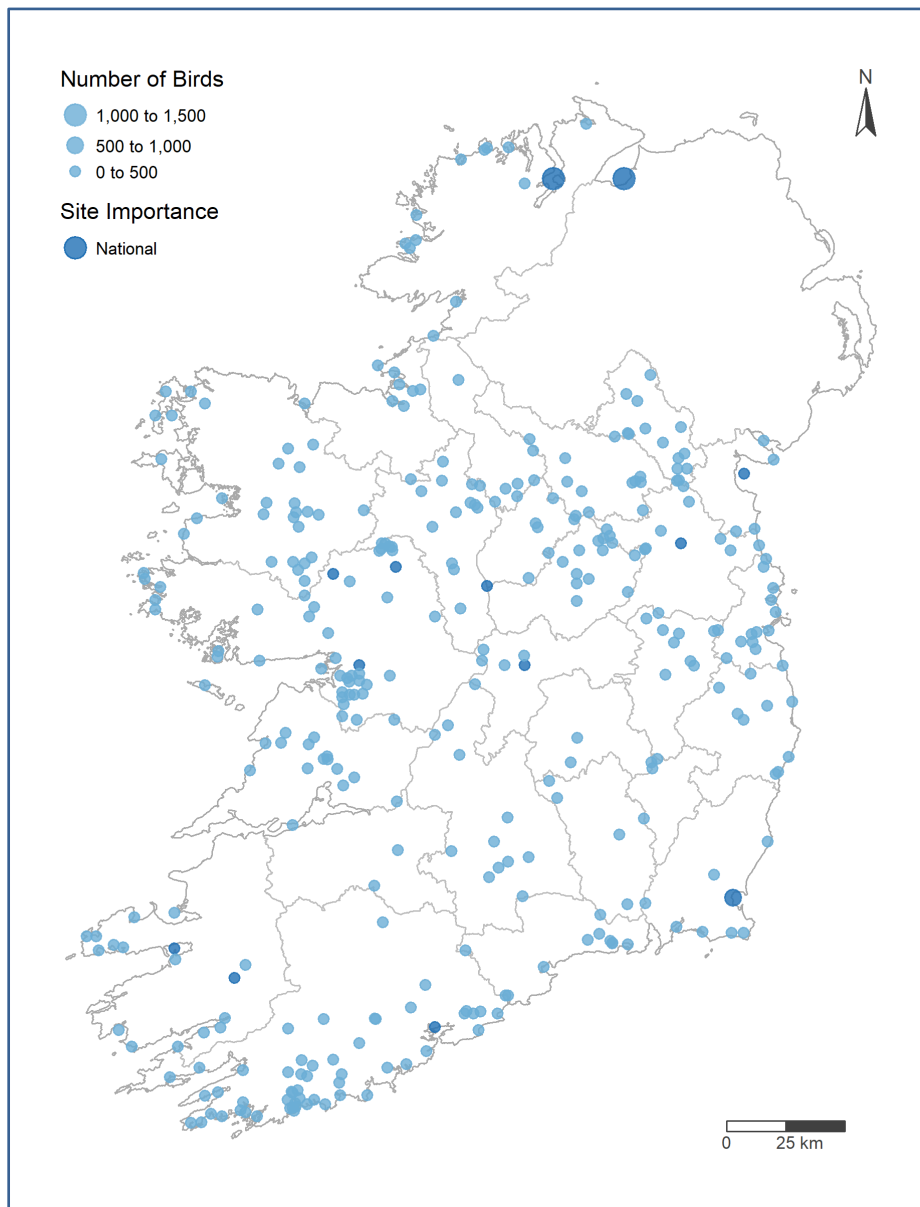 Number of Birds
1,000 to 1,500
500 to 1,000
0 to 500
Site Importance
National
N
0 25 km